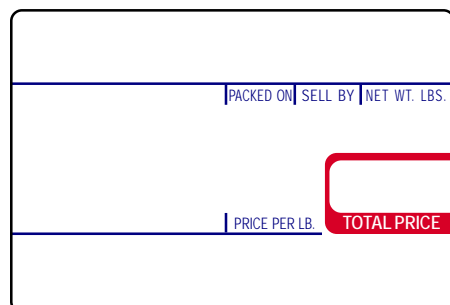 PACKED ON SELL BY NET WT. LBS.
PRICE PER LB. TOTAL PRICE